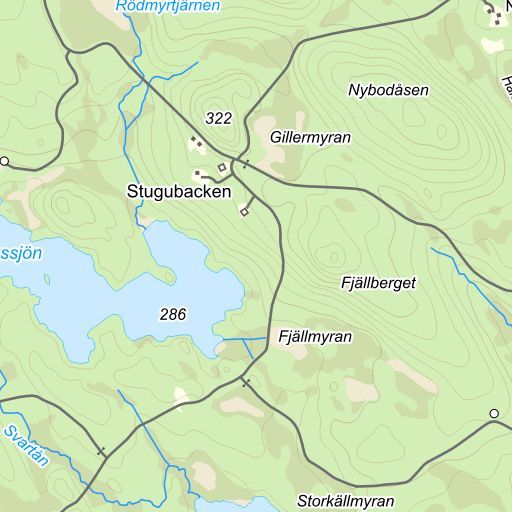 Rödmyrtjärnen
Nybodåsen
322
Gillermyran
Stugubacken
ssjön
Fjällberget
286
Fjällmyran
Svartån
Storkällmyran